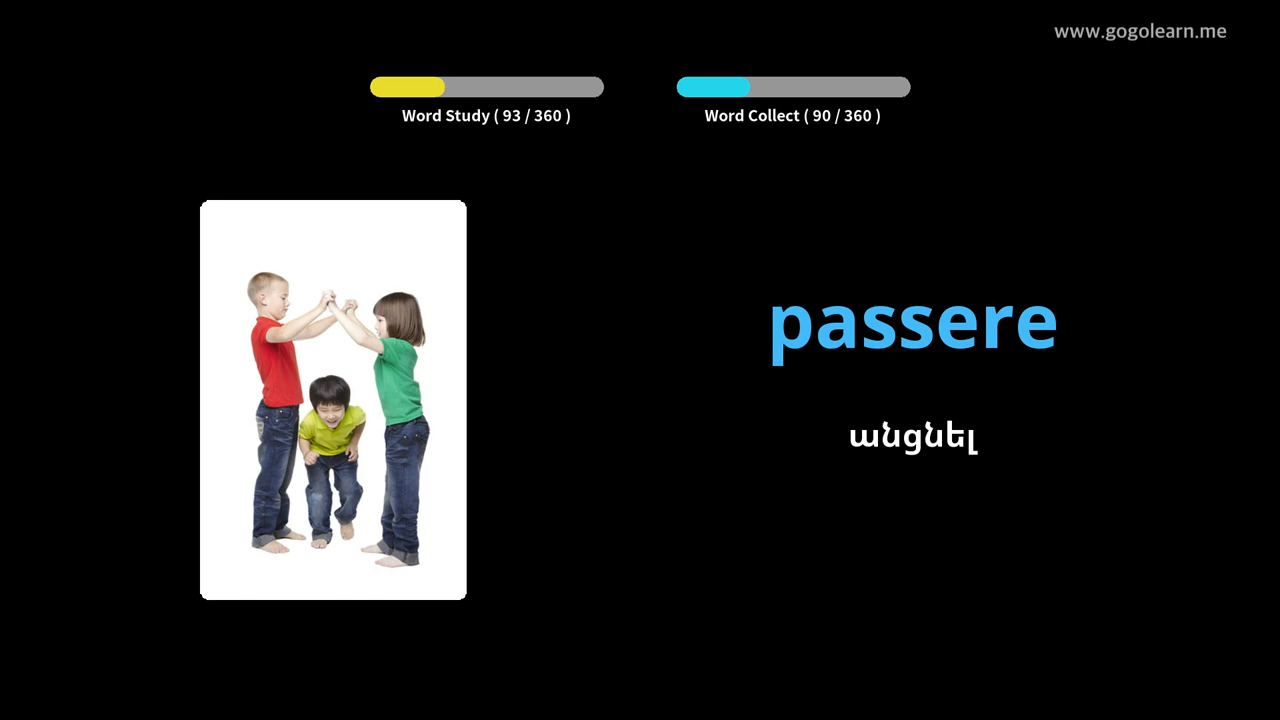 www.gogolearn.me
Word Study ( 93 / 360 )
Word Collect ( 90 / 360 )
passere
անցնել